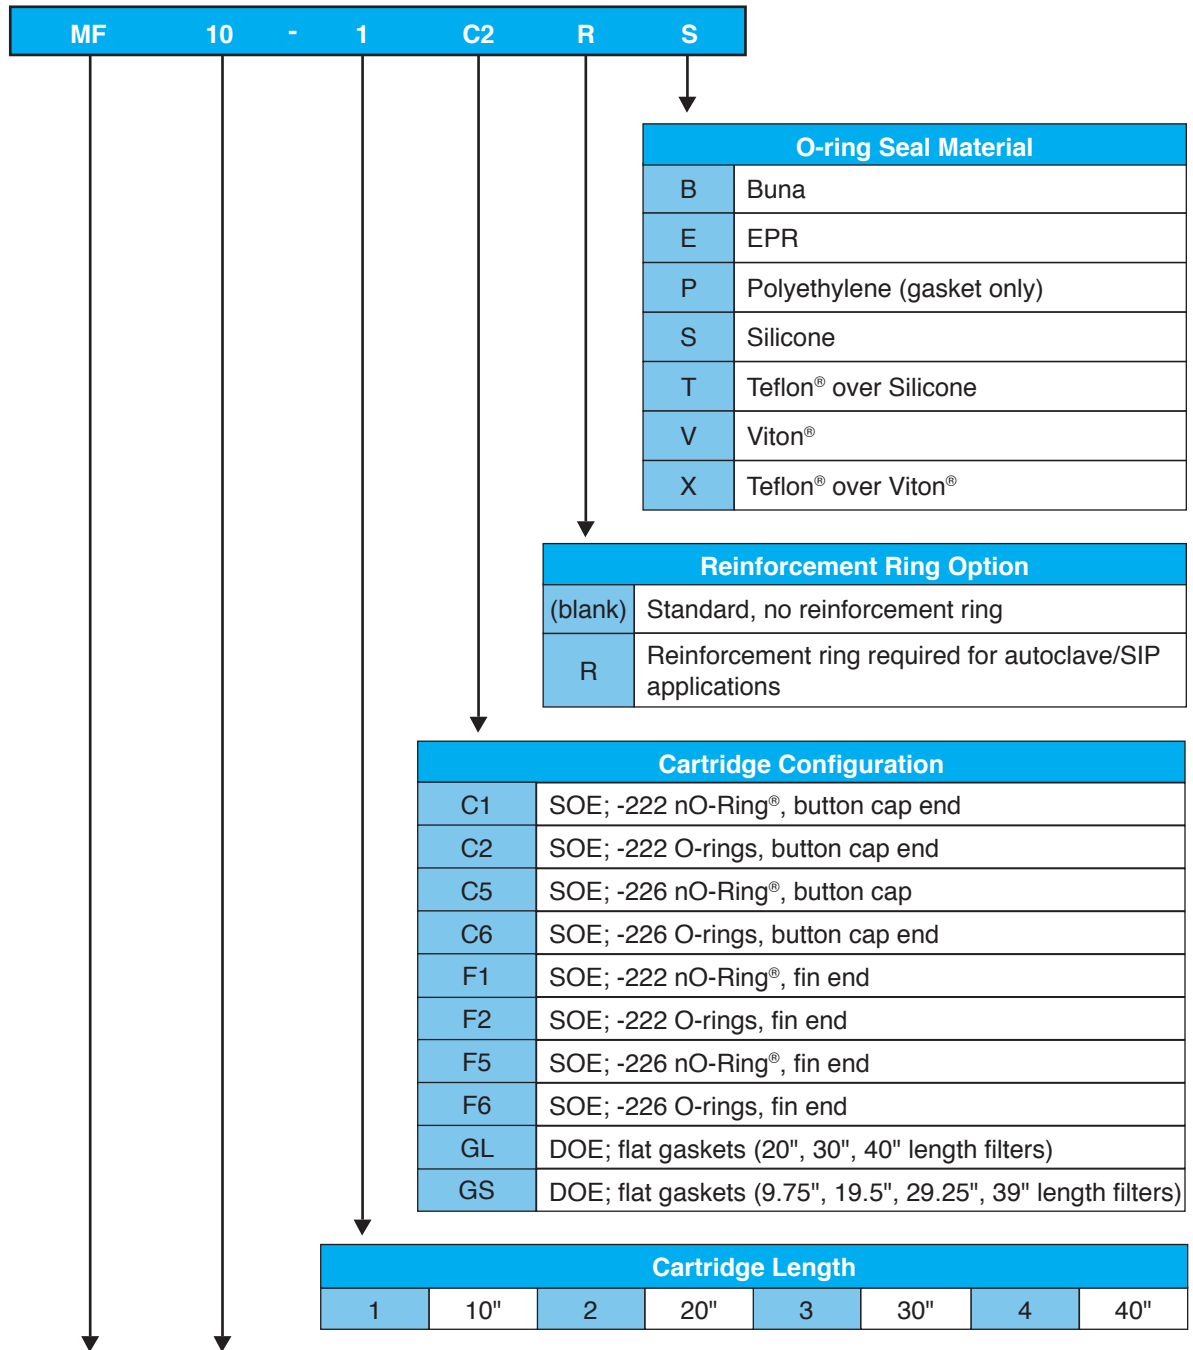 MF 10 - 1 C2 R S
O-ring Seal Material
B Buna
E EPR
P Polyethylene (gasket only)
S Silicone
T Teflon® over Silicone
V Viton®
X Teflon® over Viton®
Reinforcement Ring Option
(blank) Standard, no reinforcement ring
R Reinforcement ring required for autoclave/SIP
applications
Cartridge Configuration
C1 SOE; -222 nO-Ring®, button cap end
C2 SOE; -222 O-rings, button cap end
C5 SOE; -226 nO-Ring®, button cap
C6 SOE; -226 O-rings, button cap end
F1 SOE; -222 nO-Ring®, fin end
F2 SOE; -222 O-rings, fin end
F5 SOE; -226 nO-Ring®, fin end
F6 SOE; -226 O-rings, fin end
GL DOE; flat gaskets (20", 30", 40" length filters)
GS DOE; flat gaskets (9.75", 19.5", 29.25", 39" length filters)
Cartridge Length
1 10" 2 20" 3 30" 4 40"